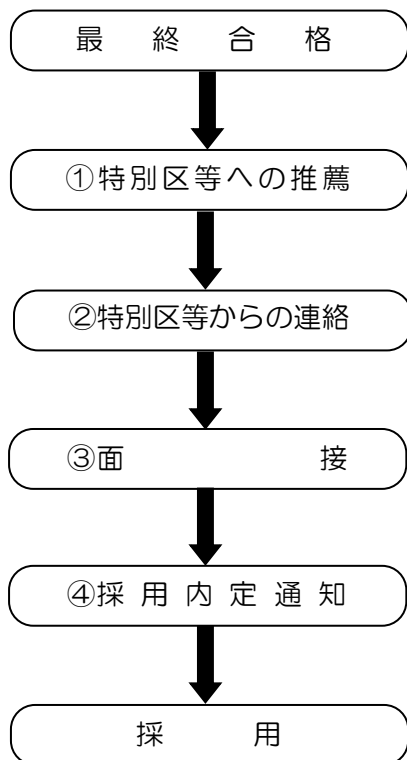 最終合格
①特別区等への推薦
②特別区等からの連絡
③面接
④採用内定通知
採用